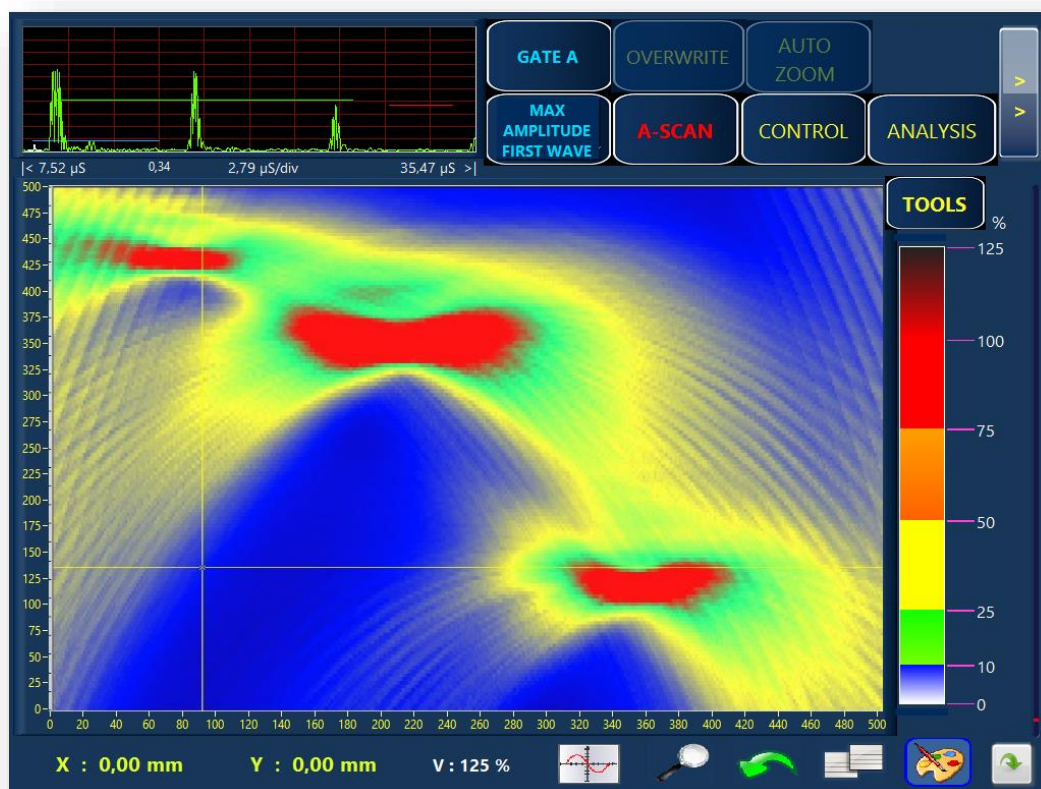 GATE A
OVERWRITE
AUTO
ZOOM
>
>
MAX
AMPLITUDE
FIRST WAVE
A-SCAN
CONTROL
ANALYSIS
|< 7,52 µS 0,34 2,79 µS/div 35,47 µS >|
TOOLS
%
125
100
75
50
25
10
0
500
475
450
425
400
375
350
325
300
275
250
225
200
175
150
125
100
75
50
25
0
0 20 40 60 80 100 120 140 160 180 200 220 240 260 280 300 320 340 360 380 400 420 440 460 480 500
X : 0,00 mm Y : 0,00 mm V : 125 %